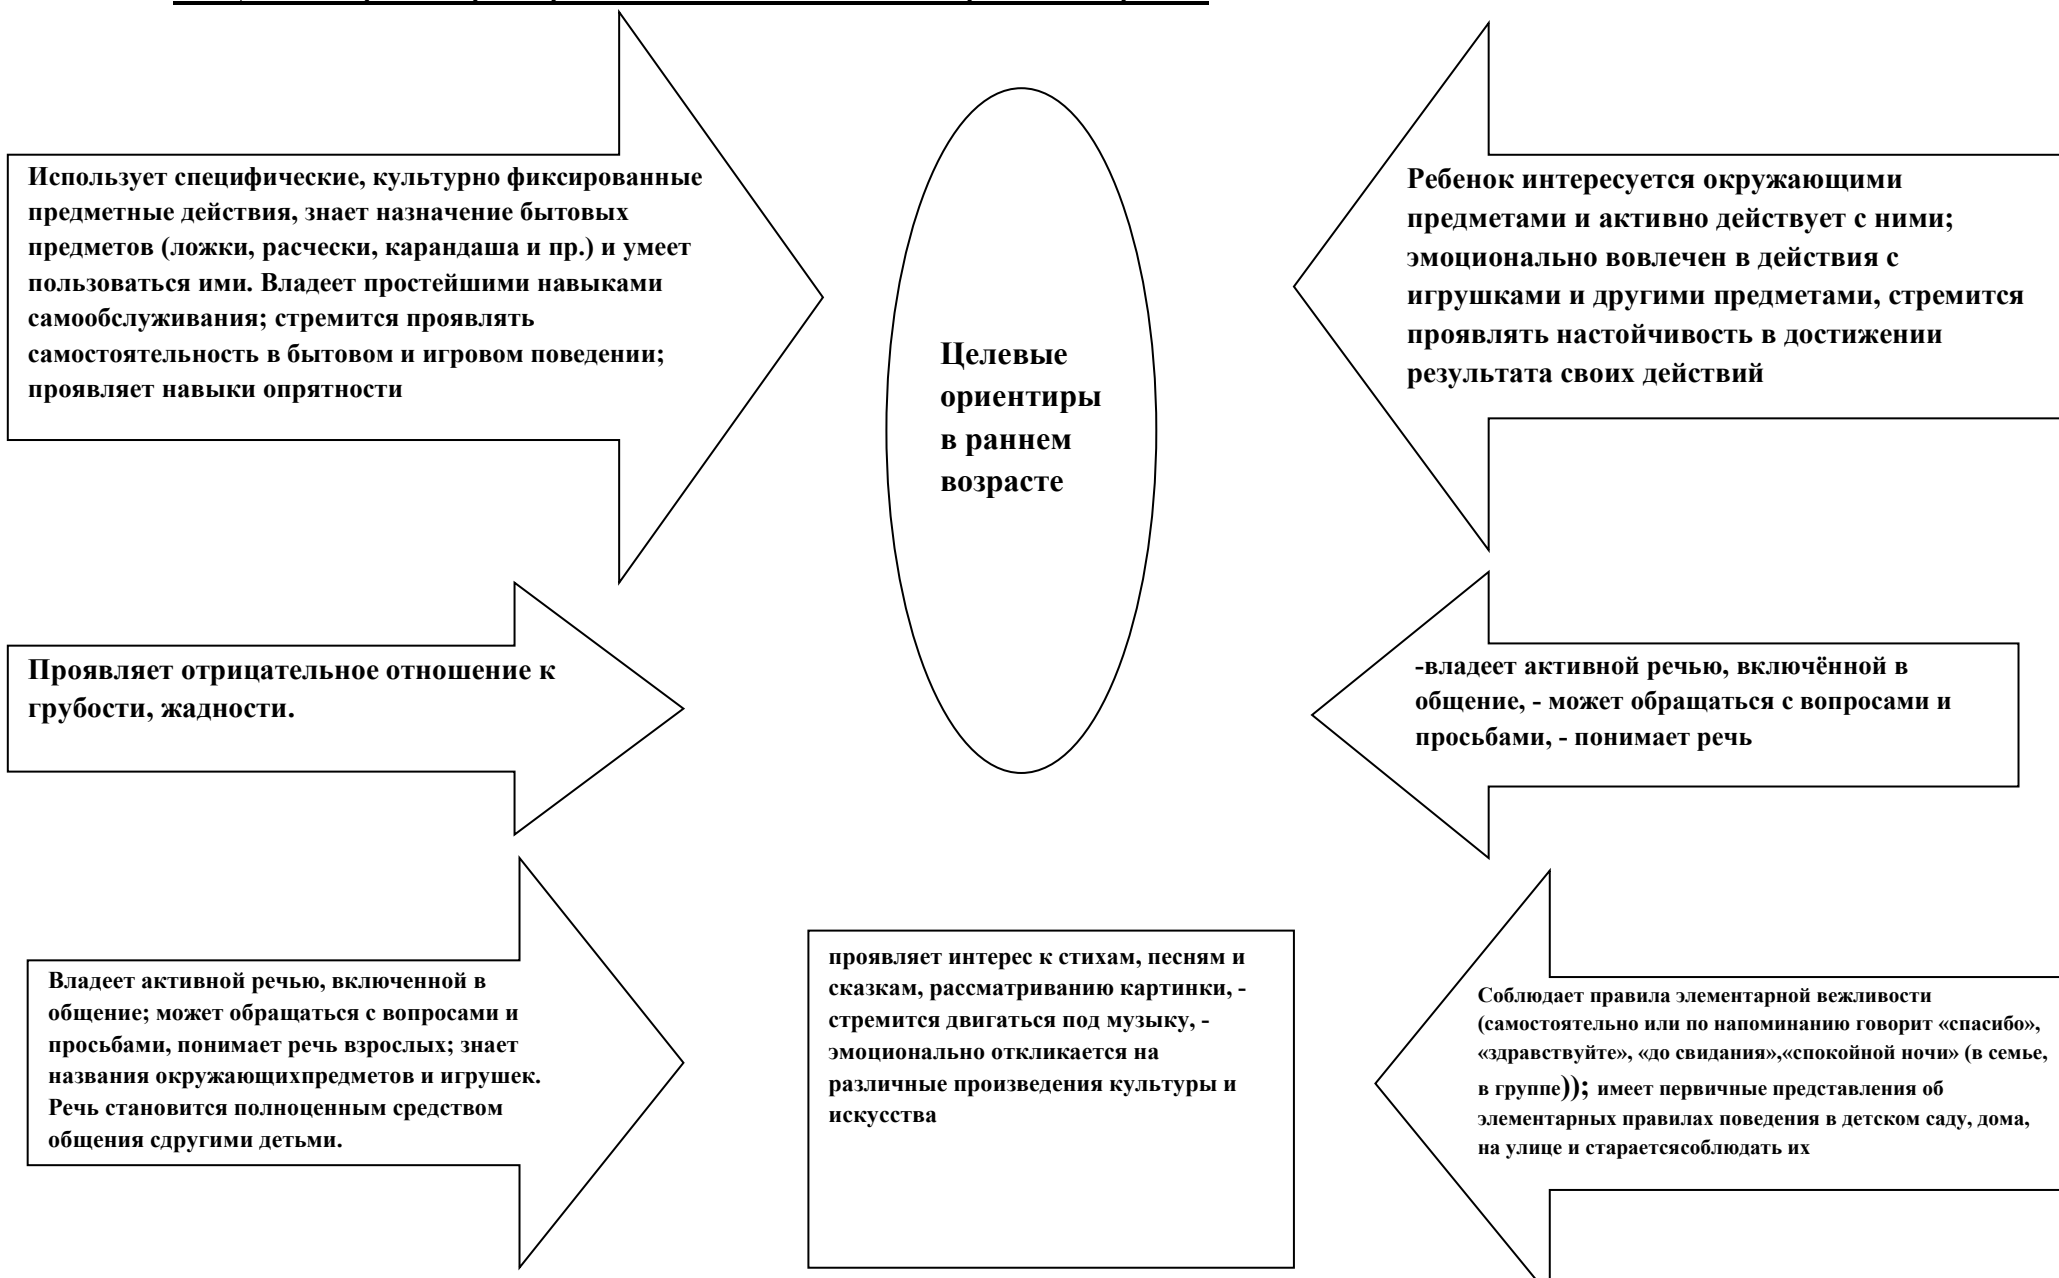 Использует специфические, культурно фиксированные
предметные действия, знает назначение бытовых
предметов (ложки, расчески, карандаша и пр.) и умеет
пользоваться ими. Владеет простейшими навыками
самообслуживания; стремится проявлять
самостоятельность в бытовом и игровом поведении;
проявляет навыки опрятности
Целевые
ориентиры
в раннем
возрасте
Ребенок интересуется окружающими
предметами и активно действует с ними;
эмоционально вовлечен в действия с
игрушками и другими предметами, стремится
проявлять настойчивость в достижении
результата своих действий
Проявляет отрицательное отношение к
грубости, жадности.
-владеет активной речью, включённой в
общение, - может обращаться с вопросами и
просьбами, - понимает речь
Владеет активной речью, включенной в
общение; может обращаться с вопросами и
просьбами, понимает речь взрослых; знает
названия окружающихпредметов и игрушек.
Речь становится полноценным средством
общения сдругими детьми.
проявляет интерес к стихам, песням и
сказкам, рассматриванию картинки, -
стремится двигаться под музыку, -
эмоционально откликается на
различные произведения культуры и
искусства
Соблюдает правила элементарной вежливости
(самостоятельно или по напоминанию говорит «спасибо»,
«здравствуйте», «до свидания»,«спокойной ночи» (в семье,
в группе)); имеет первичные представления об
элементарных правилах поведения в детском саду, дома,
на улице и стараетсясоблюдать их